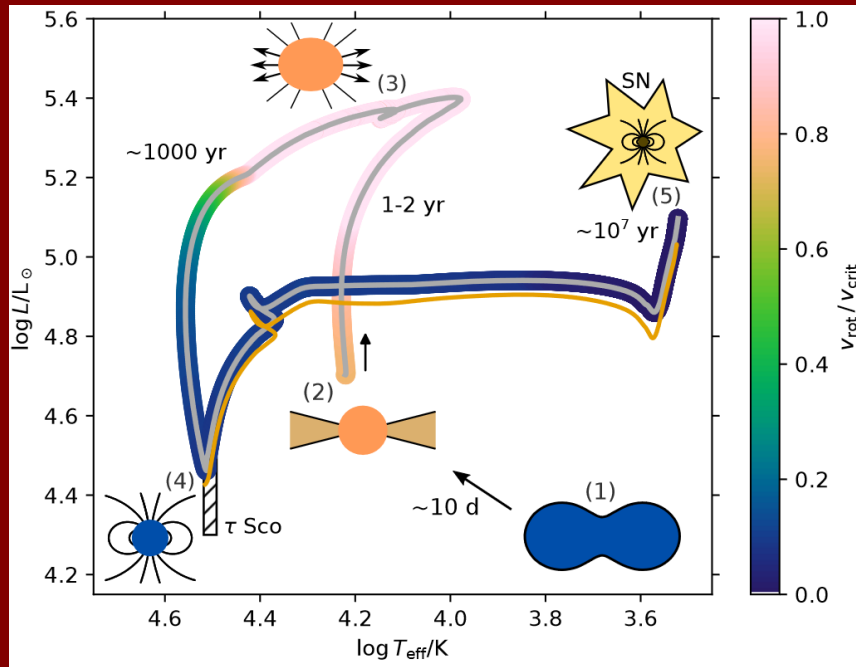 5.6
5.4
5.2
5.0
4.8
4.6
4.4
4.2
log L/L⊙
4.6
4.4
4.2
4.0
3.8
3.6
log T_eff/K
(3)
~1000 yr
1-2 yr
SN
(5)
~10⁷ yr
(2)
(4)
τ Sco
~10 d
(1)
1.0
0.8
0.6
0.4
0.2
0.0
v_rot/v_crit